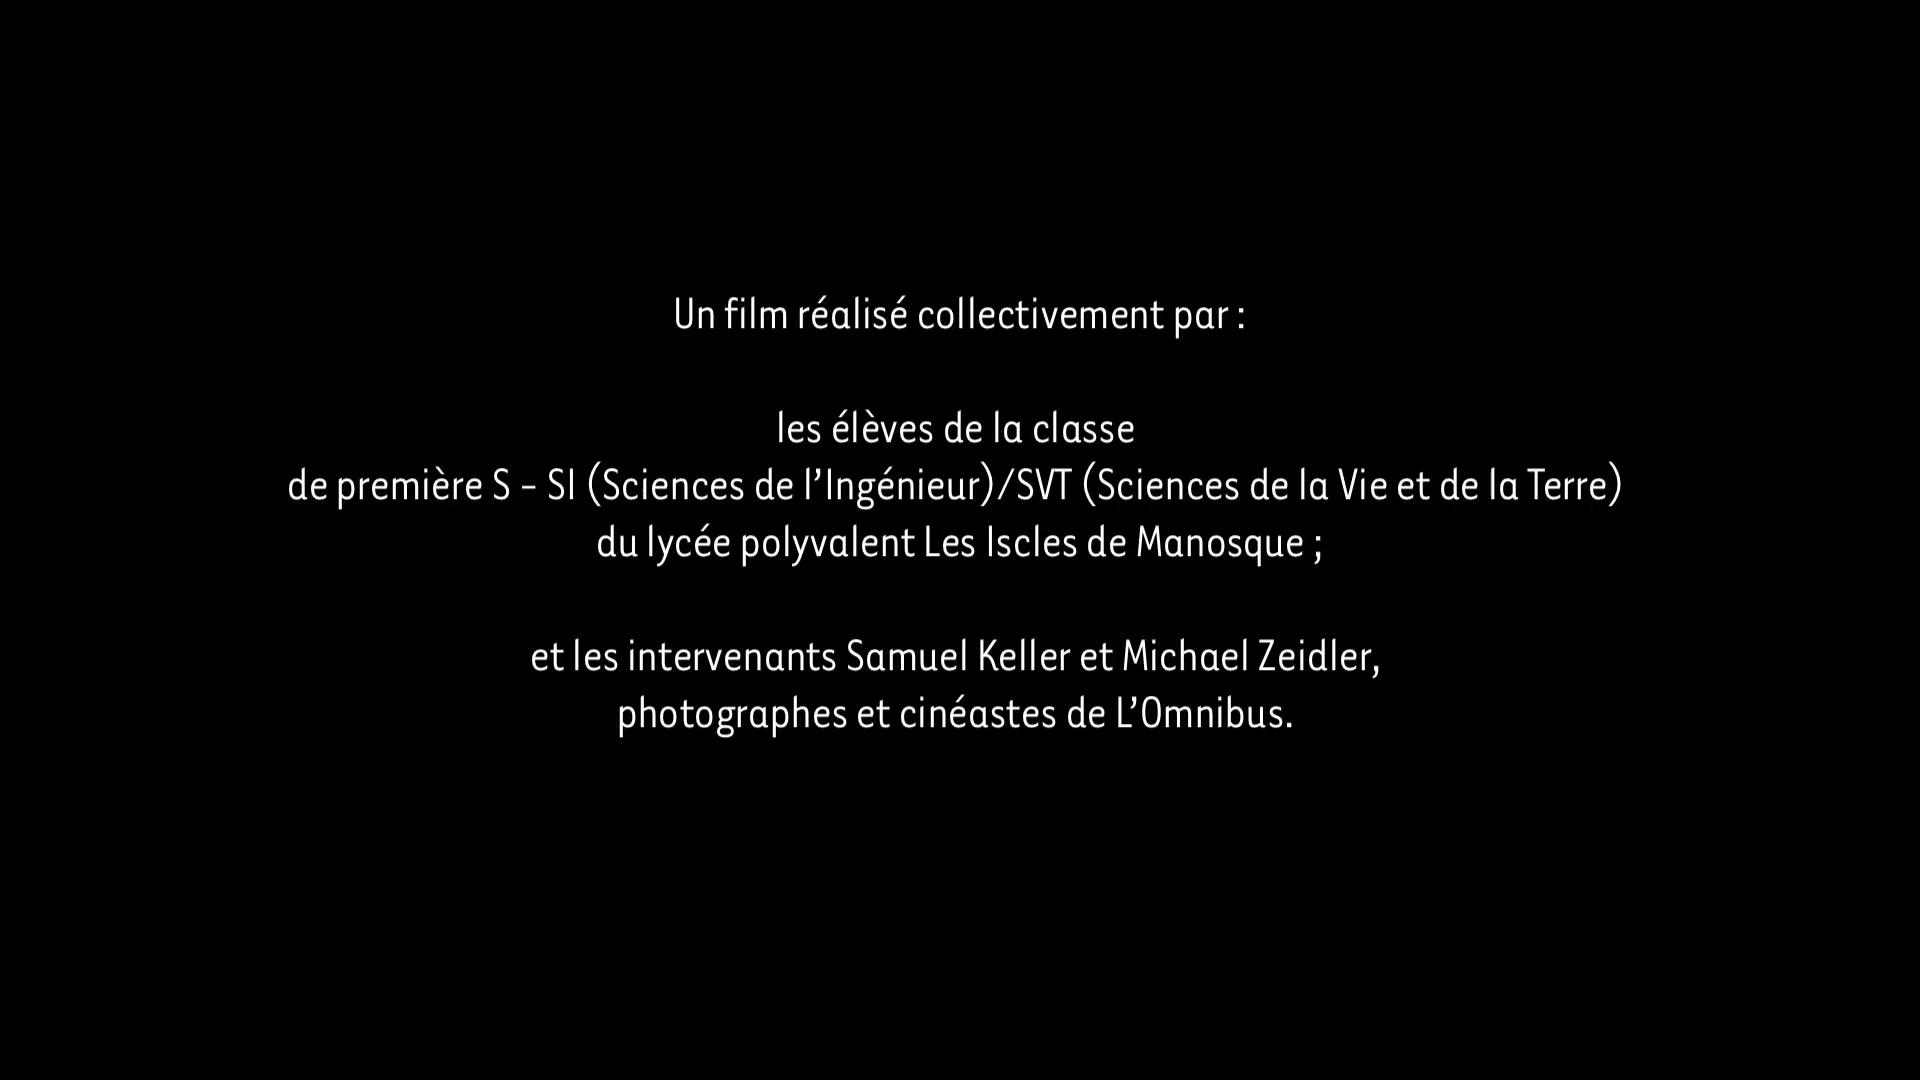 Un film réalisé collectivement par :
les élèves de la classe
de première S – SI (Sciences de l’Ingénieur)/SVT (Sciences de la Vie et de la Terre)
du lycée polyvalent Les Iscles de Manosque ;
et les intervenants Samuel Keller et Michael Zeidler,
photographes et cinéastes de L’Omnibus.